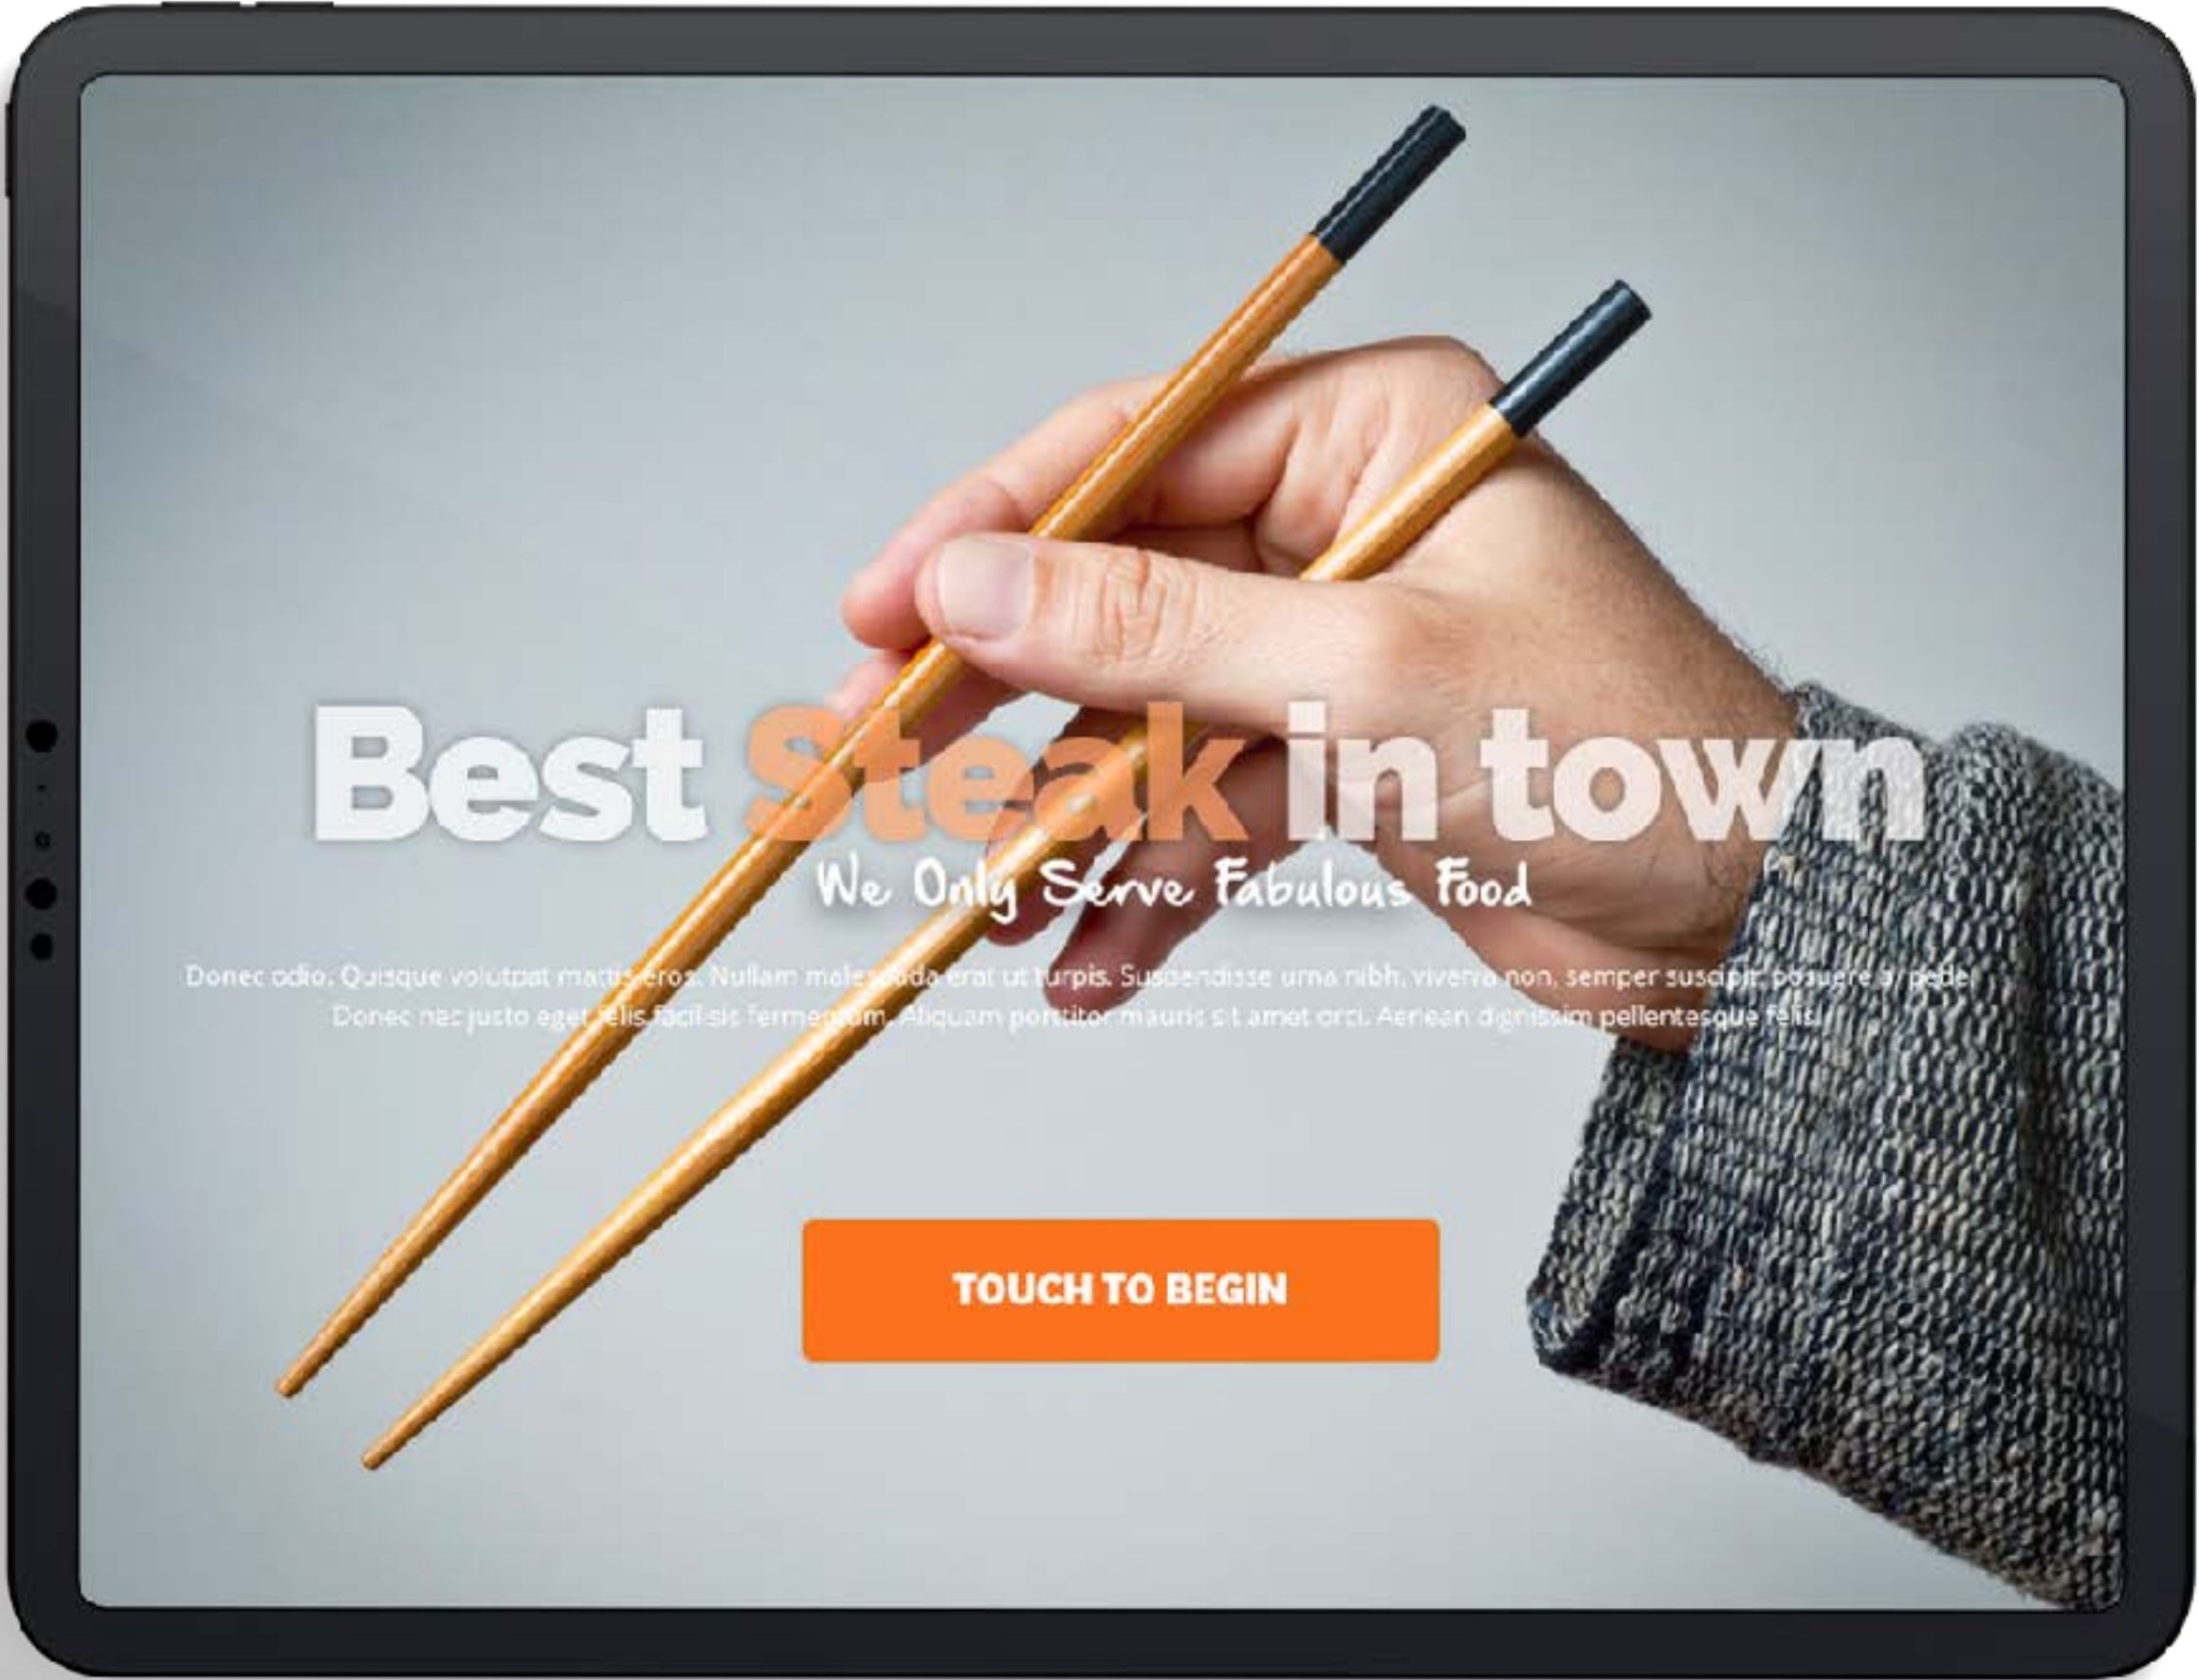 Best Steak in town
We Only Serve Fabulous Food
Donec odio. Quisque volutpat mattis eros. Nullam malesuada erat ut turpis. Suspendisse urna nibh, viverra non, semper suscipit, posuere a, pede.
Donec nec justo eget felis facilisis fermentum. Aliquam porttitor mauris sit amet orci. Aenean dignissim pellentesque felis.
TOUCH TO BEGIN